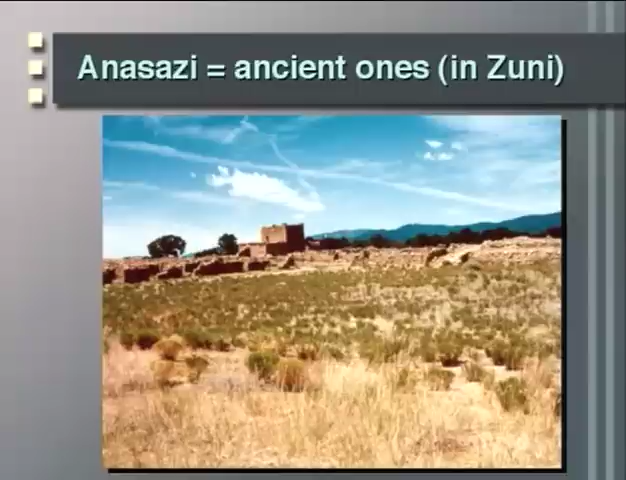 Anasazi = ancient ones (in Zuni)